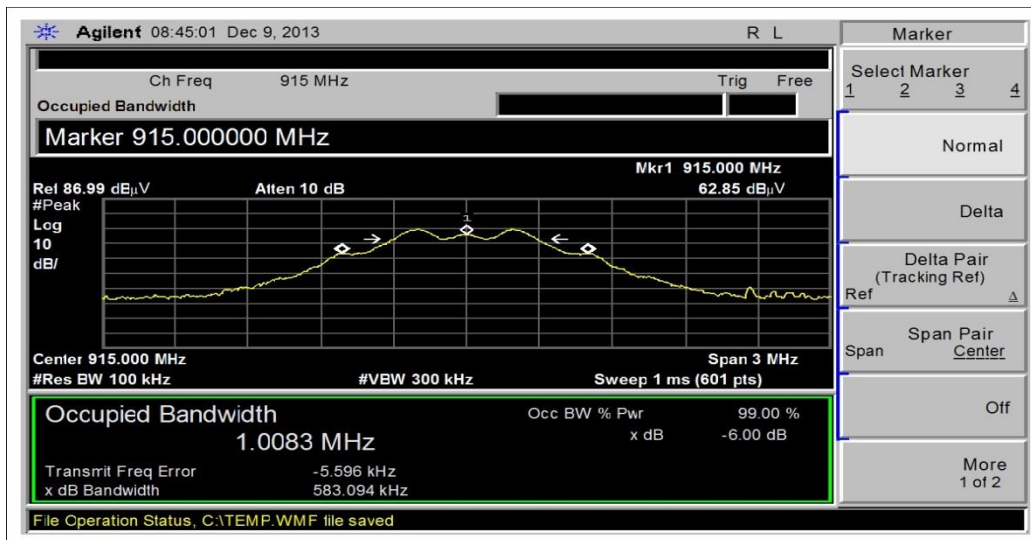 Agilent 08:45:01 Dec 9, 2013 R L
Marker
Ch Freq 915 MHz Trig Free
Occupied Bandwidth
Select Marker
1 2 3 4
Marker 915.000000 MHz
Normal
Mkr1 915.000 MHz
Ref 86.99 dBµV Atten 10 dB 62.85 dBµV
#Peak
Log
10
dB/
1
Delta
Delta Pair
(Tracking Ref)
Ref Δ
Span Pair
Span Center
Center 915.000 MHz Span 3 MHz
#Res BW 100 kHz #VBW 300 kHz Sweep 1 ms (601 pts)
Off
Occupied Bandwidth Occ BW % Pwr 99.00 %
1.0083 MHz x dB -6.00 dB
Transmit Freq Error -5.596 kHz
x dB Bandwidth 583.094 kHz
More
1 of 2
File Operation Status, C:\TEMP.WMF file saved